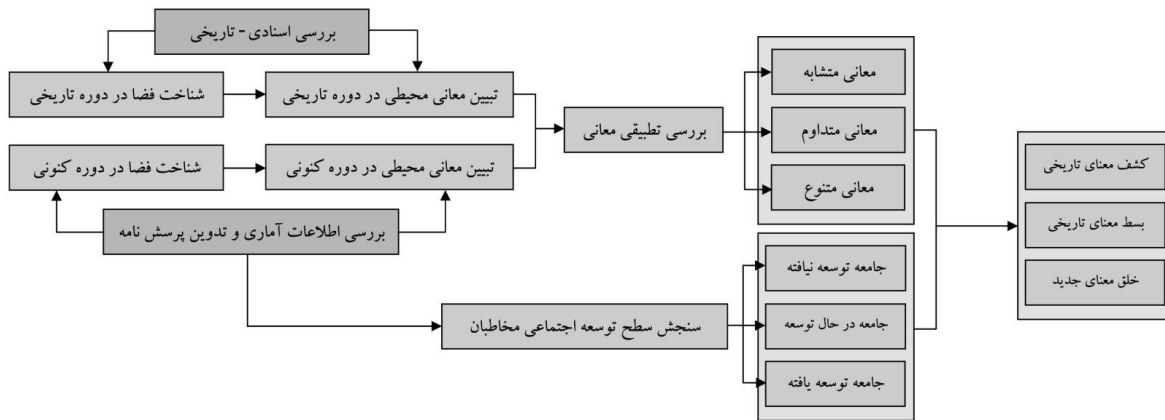 بررسی اسنادی - تاریخی
شناخت فضا در دوره تاریخی
تبیین معانی محیطی در دوره تاریخی
شناخت فضا در دوره کنونی
تبیین معانی محیطی در دوره کنونی
بررسی اطلاعات آماری و تدوین پرسش نامه
بررسی تطبیقی معانی
معانی متشابه
معانی متداوم
معانی متنوع
سنجش سطح توسعه اجتماعی مخاطبان
جامعه توسعه نیافته
جامعه در حال توسعه
جامعه توسعه یافته
کشف معنای تاریخی
بسط معنای تاریخی
خلق معنای جدید